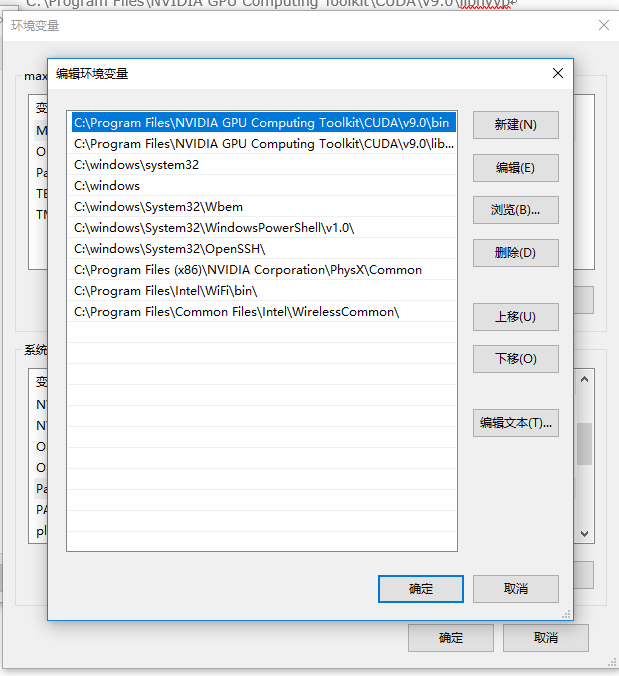 C:\Program Files\NVIDIA GPU Computing Toolkit\CUDA\v9.0\libnvvp
环境变量
编辑环境变量
max
变
M
O
Pa
TE
TM
C:\Program Files\NVIDIA GPU Computing Toolkit\CUDA\v9.0\bin
C:\Program Files\NVIDIA GPU Computing Toolkit\CUDA\v9.0\lib...
C:\windows\system32
C:\windows
C:\windows\System32\Wbem
C:\windows\System32\WindowsPowerShell\v1.0\
C:\windows\System32\OpenSSH\
C:\Program Files (x86)\NVIDIA Corporation\PhysX\Common
C:\Program Files\Intel\WiFi\bin\
C:\Program Files\Common Files\Intel\WirelessCommon\
新建(N)
编辑(E)
浏览(B)...
删除(D)
上移(U)
下移(O)
编辑文本(T)...
系统
变
N
N
O
O
Pa
PA
pl
确定
取消
确定
取消